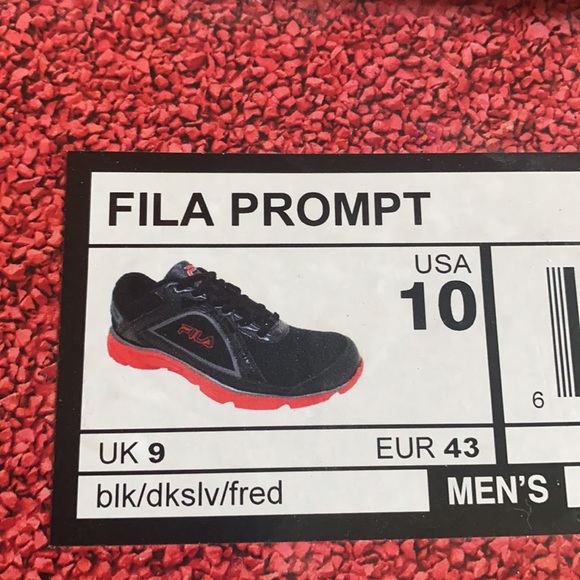 FILA PROMPT
USA
10
FILA
6
UK 9
EUR 43
blk/dkslv/fred
MEN'S